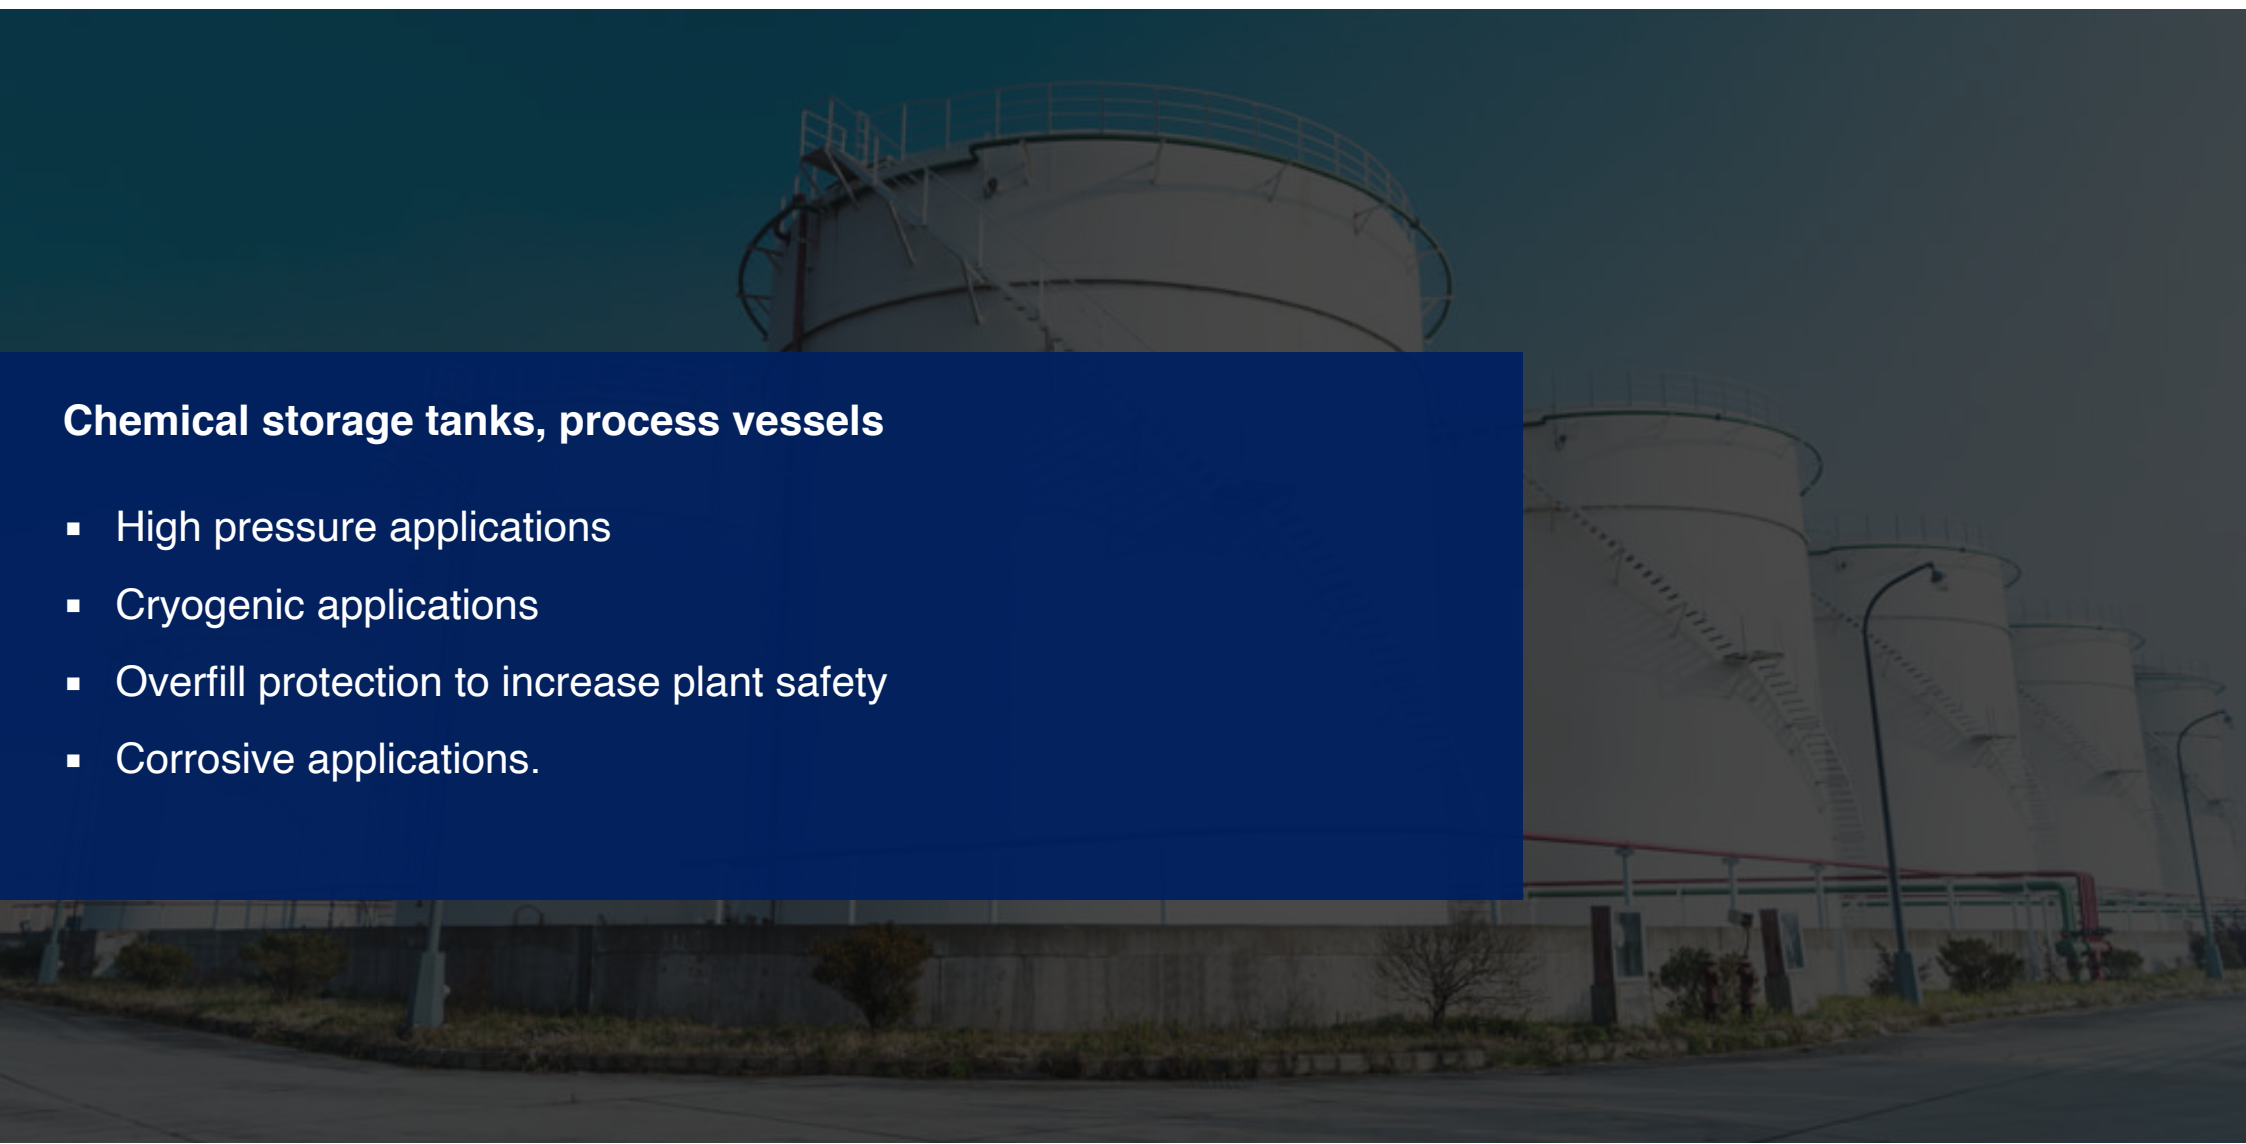 Chemical storage tanks, process vessels
▪ High pressure applications
▪ Cryogenic applications
▪ Overfill protection to increase plant safety
▪ Corrosive applications.